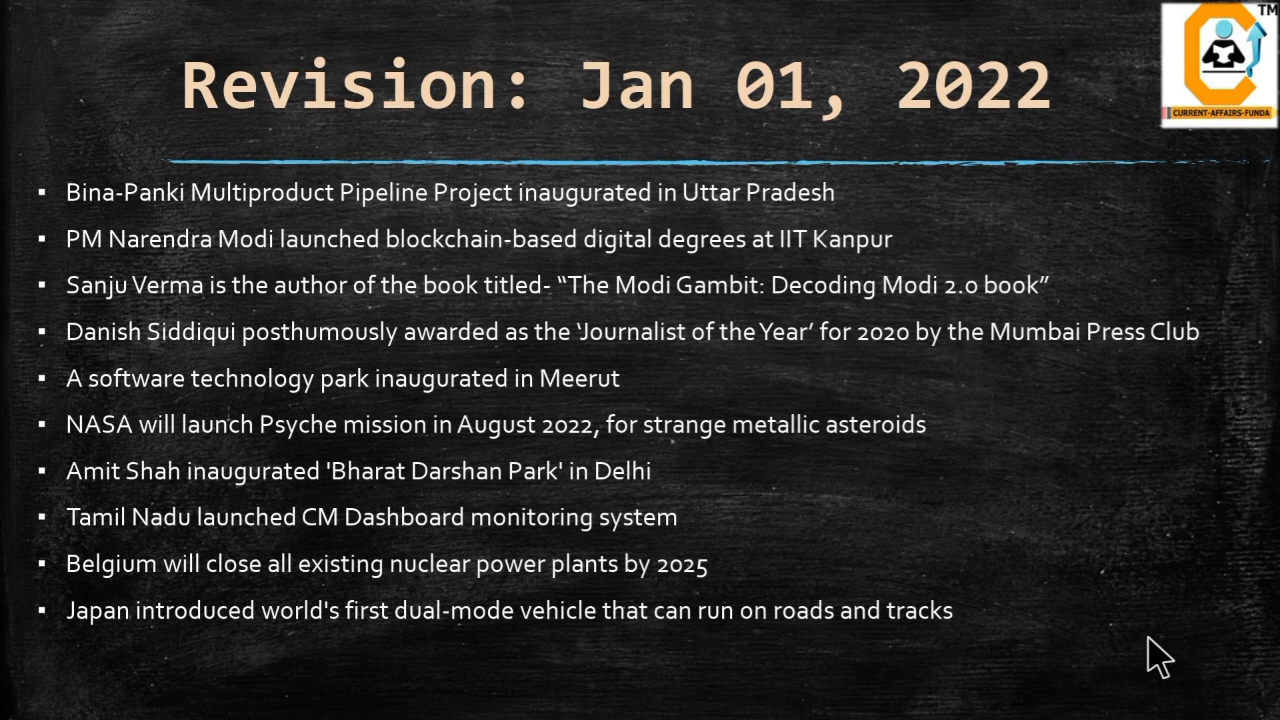 TM
CURRENT-AFFAIRS-FUNDA
Revision: Jan 01, 2022
▪ Bina-Panki Multiproduct Pipeline Project inaugurated in Uttar Pradesh
▪ PM Narendra Modi launched blockchain-based digital degrees at IIT Kanpur
▪ Sanju Verma is the author of the book titled- “The Modi Gambit: Decoding Modi 2.0 book”
▪ Danish Siddiqui posthumously awarded as the ‘Journalist of the Year’ for 2020 by the Mumbai Press Club
▪ A software technology park inaugurated in Meerut
▪ NASA will launch Psyche mission in August 2022, for strange metallic asteroids
▪ Amit Shah inaugurated 'Bharat Darshan Park' in Delhi
▪ Tamil Nadu launched CM Dashboard monitoring system
▪ Belgium will close all existing nuclear power plants by 2025
▪ Japan introduced world's first dual-mode vehicle that can run on roads and tracks